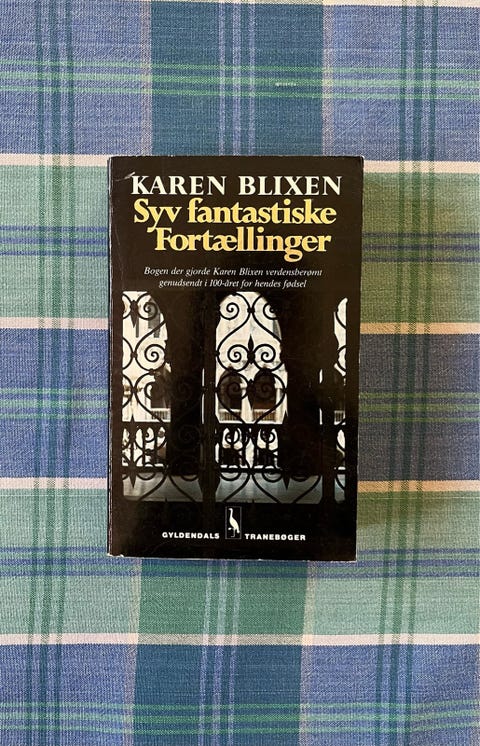 KAREN BLIXEN
Syv fantastiske
Fortællinger
Bogen der gjorde Karen Blixen verdensberømt
genudsendt i 100-året for hendes fødsel
GYLDENDALS TRANEBØGER